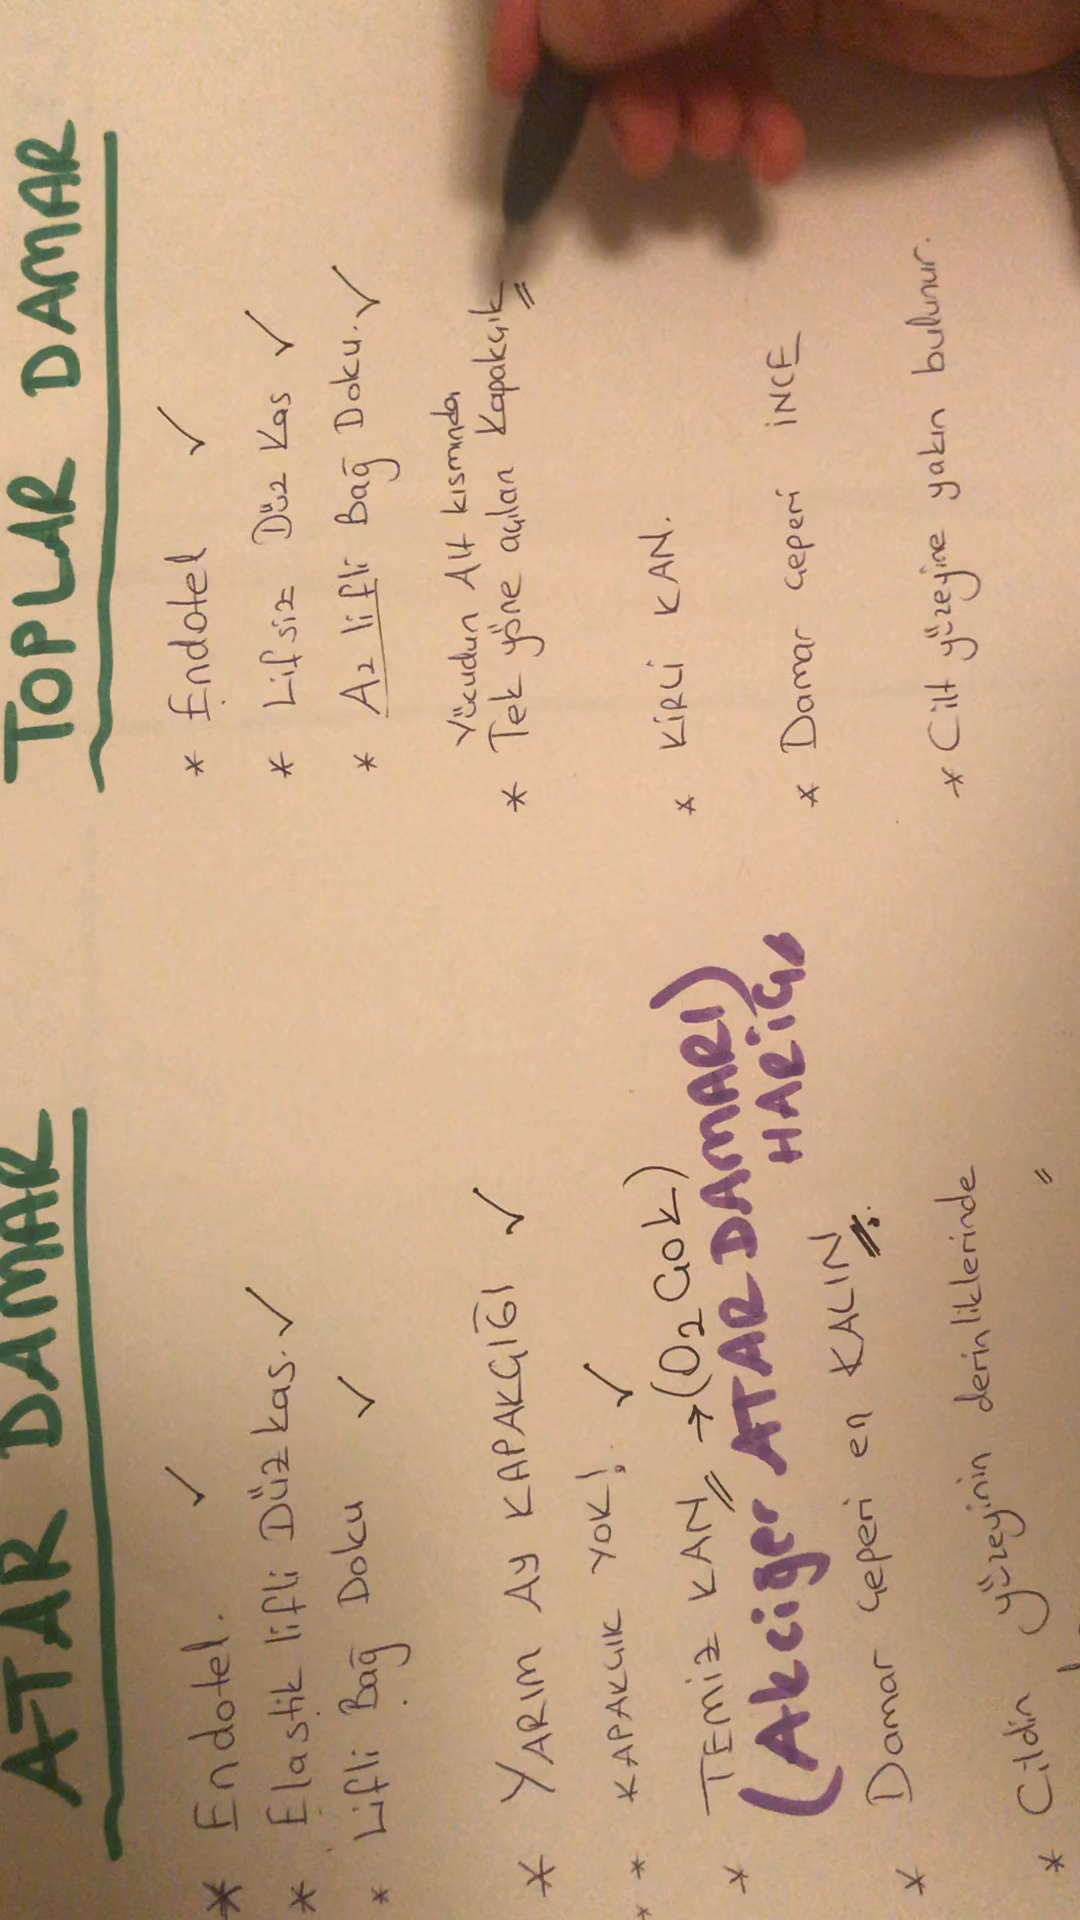 ATAR DAMAR
* Endotel. ✓
* Elastik lifli Düz kas. ✓
* Lifli Bağ Doku ✓
* YARIM AY KAPAKÇIĞI ✓
* * KAPAKÇIK YOK! ✓
* TEMİZ KAN → (O₂ ÇOK)
(Akciğer ATARDAMARI)
HARİÇ
* Damar çeperi en KALIN
* Cildin yüzeyinin derinliklerinde
TOPLAR DAMAR
* Endotel ✓
* Lifsiz Düz Kas ✓
* Az lifli Bağ Doku. ✓
Vücudun Alt kısmında
* Tek yöne açılan Kapakçık
* KİRLİ KAN.
* Damar çeperi İNCE
* Cilt yüzeyine yakın bulunur.